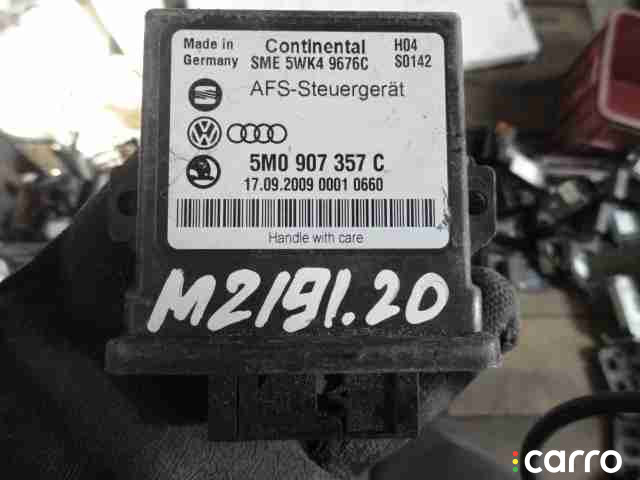 Made in
Germany
Continental
SME 5WK4 9676C
H04
S0142
AFS-Steuergerät
5M0 907 357 C
17.09.2009 0001 0660
Handle with care
M2191.20
carro